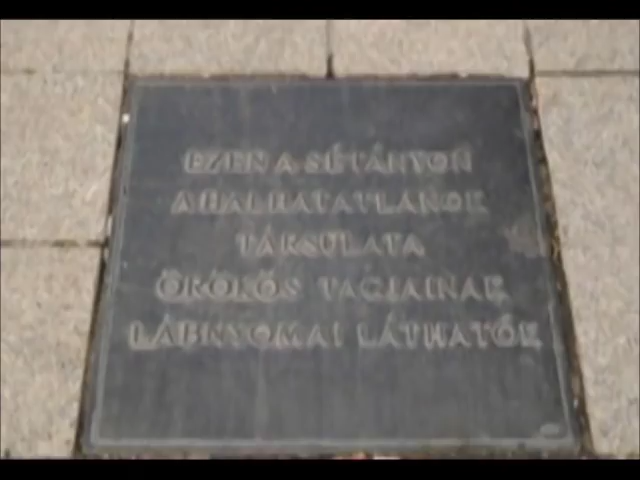 EZEN A SÉTÁNYON
A HALHATATLANOK
TÁRSULATA
ÖRÖKÖS TAGJAINAK
LÁBNYOMAI LÁTHATÓK